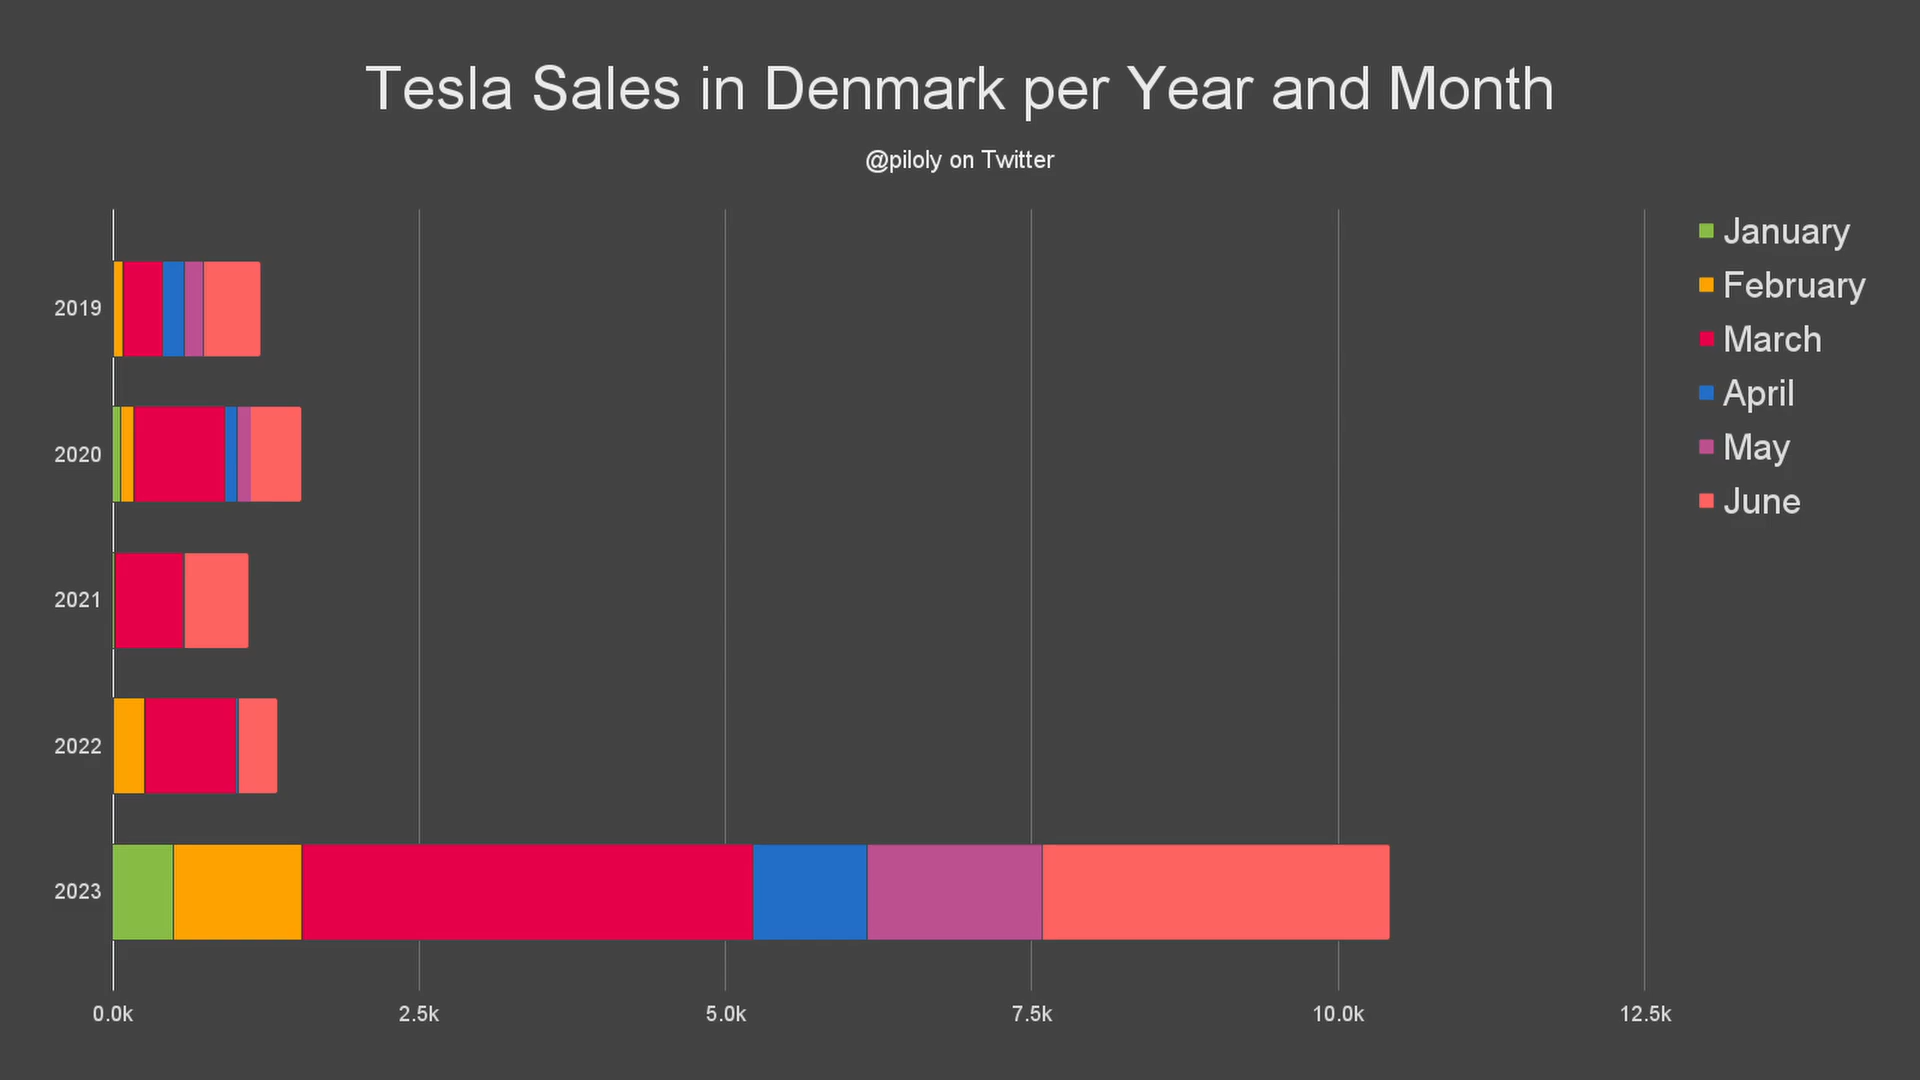 Tesla Sales in Denmark per Year and Month
@piloly on Twitter
January
February
March
April
May
June
2019
2020
2021
2022
2023
0.0k 2.5k 5.0k 7.5k 10.0k 12.5k